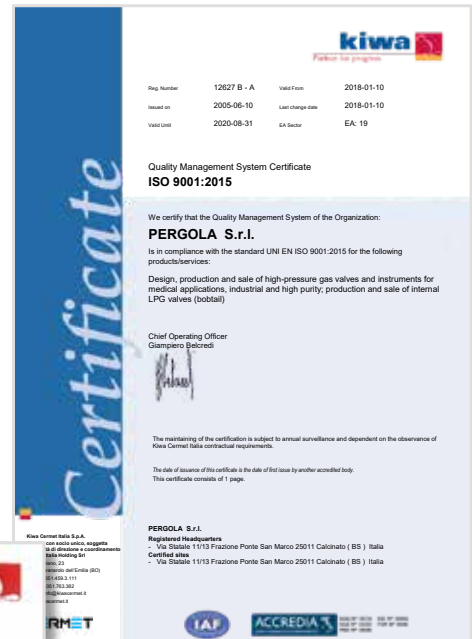 kiwa
Partner for progress
Reg. Number 12627 B - A Valid From 2018-01-10
Issued on 2005-06-10 Last change date 2018-01-10
Valid Until 2020-08-31 EA Sector EA: 19
Certificate
Quality Management System Certificate
ISO 9001:2015
We certify that the Quality Management System of the Organization:
PERGOLA S.r.l.
Is in compliance with the standard UNI EN ISO 9001:2015 for the following
products/services:
Design, production and sale of high-pressure gas valves and instruments for
medical applications, industrial and high purity; production and sale of internal
LPG valves (bobtail)
Chief Operating Officer
Giampiero Belcredi
The maintaining of the certification is subject to annual surveillance and dependent on the observance of
Kiwa Cermet Italia contractual requirements.
The date of issuance of this certificate is the date of first issue by another accredited body.
This certificate consists of 1 page.
Kiwa Cermet Italia S.p.A.
con socio unico, soggetta
di direzione e coordinamento
Italia Holding Srl
23
dell'Emilia (BO)
PERGOLA S.r.l.
Registered Headquarters
- Via Statale 11/13 Frazione Ponte San Marco 25011 Calcinato ( BS ) Italia
Certified sites
- Via Statale 11/13 Frazione Ponte San Marco 25011 Calcinato ( BS ) Italia
RMET
IAF
ACCREDIA